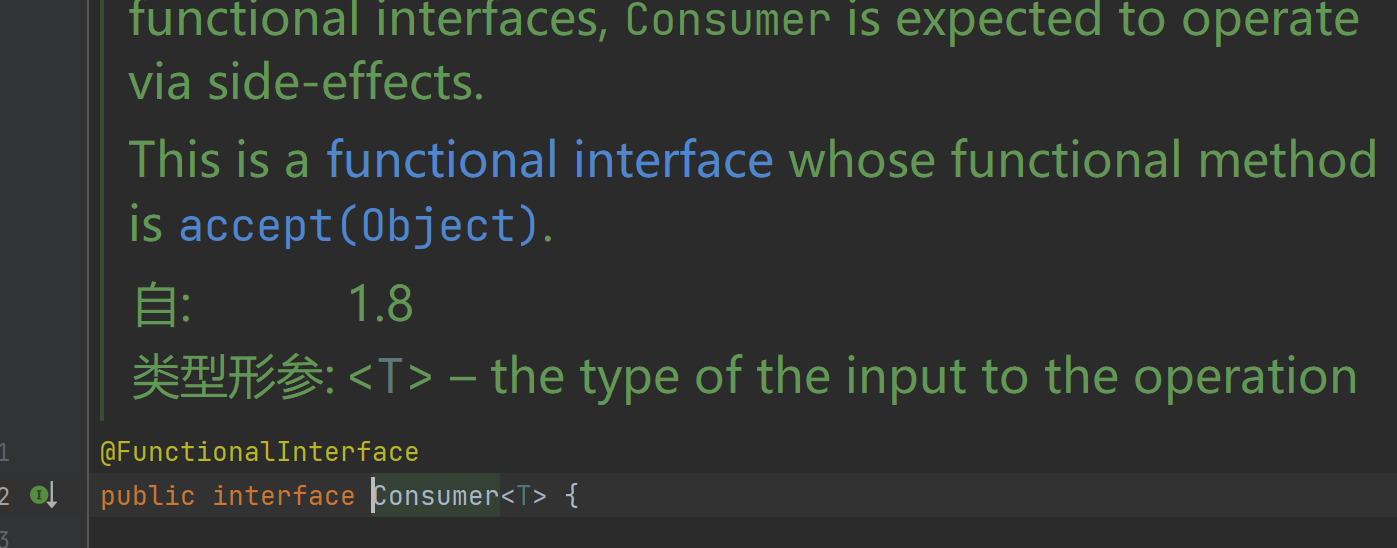 functional interfaces, Consumer is expected to operate
via side-effects.
This is a functional interface whose functional method
is accept(Object).
自: 1.8
类型形参: <T> – the type of the input to the operation
1 @FunctionalInterface
2 public interface Consumer<T> {
3